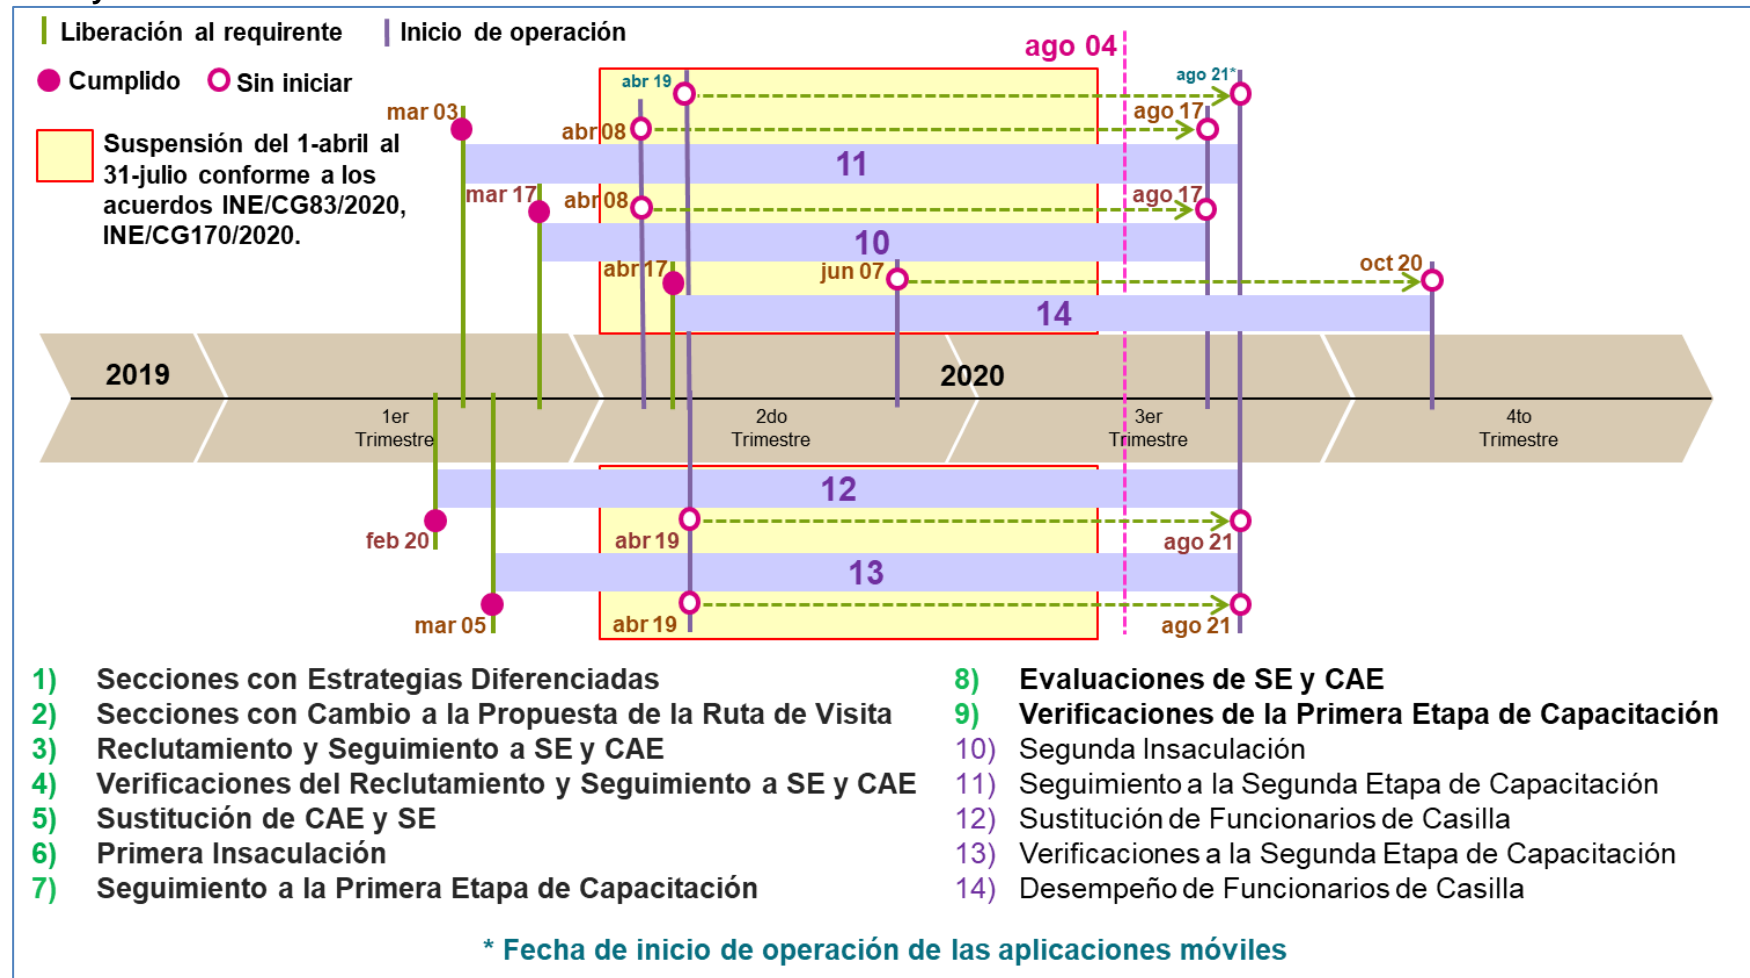 Liberación al requirente
Inicio de operación
Cumplido
Sin iniciar
Suspensión del 1-abril al
31-julio conforme a los
acuerdos INE/CG83/2020,
INE/CG170/2020.
ago 04
abr 19
ago 21*
mar 03
abr 08
ago 17
11
mar 17
abr 08
ago 17
10
abr 17
jun 07
oct 20
14
2019
2020
1er
Trimestre
2do
Trimestre
3er
Trimestre
4to
Trimestre
12
feb 20
abr 19
ago 21
13
mar 05
abr 19
ago 21
1) Secciones con Estrategias Diferenciadas
2) Secciones con Cambio a la Propuesta de la Ruta de Visita
3) Reclutamiento y Seguimiento a SE y CAE
4) Verificaciones del Reclutamiento y Seguimiento a SE y CAE
5) Sustitución de CAE y SE
6) Primera Insaculación
7) Seguimiento a la Primera Etapa de Capacitación
8) Evaluaciones de SE y CAE
9) Verificaciones de la Primera Etapa de Capacitación
10) Segunda Insaculación
11) Seguimiento a la Segunda Etapa de Capacitación
12) Sustitución de Funcionarios de Casilla
13) Verificaciones a la Segunda Etapa de Capacitación
14) Desempeño de Funcionarios de Casilla
* Fecha de inicio de operación de las aplicaciones móviles